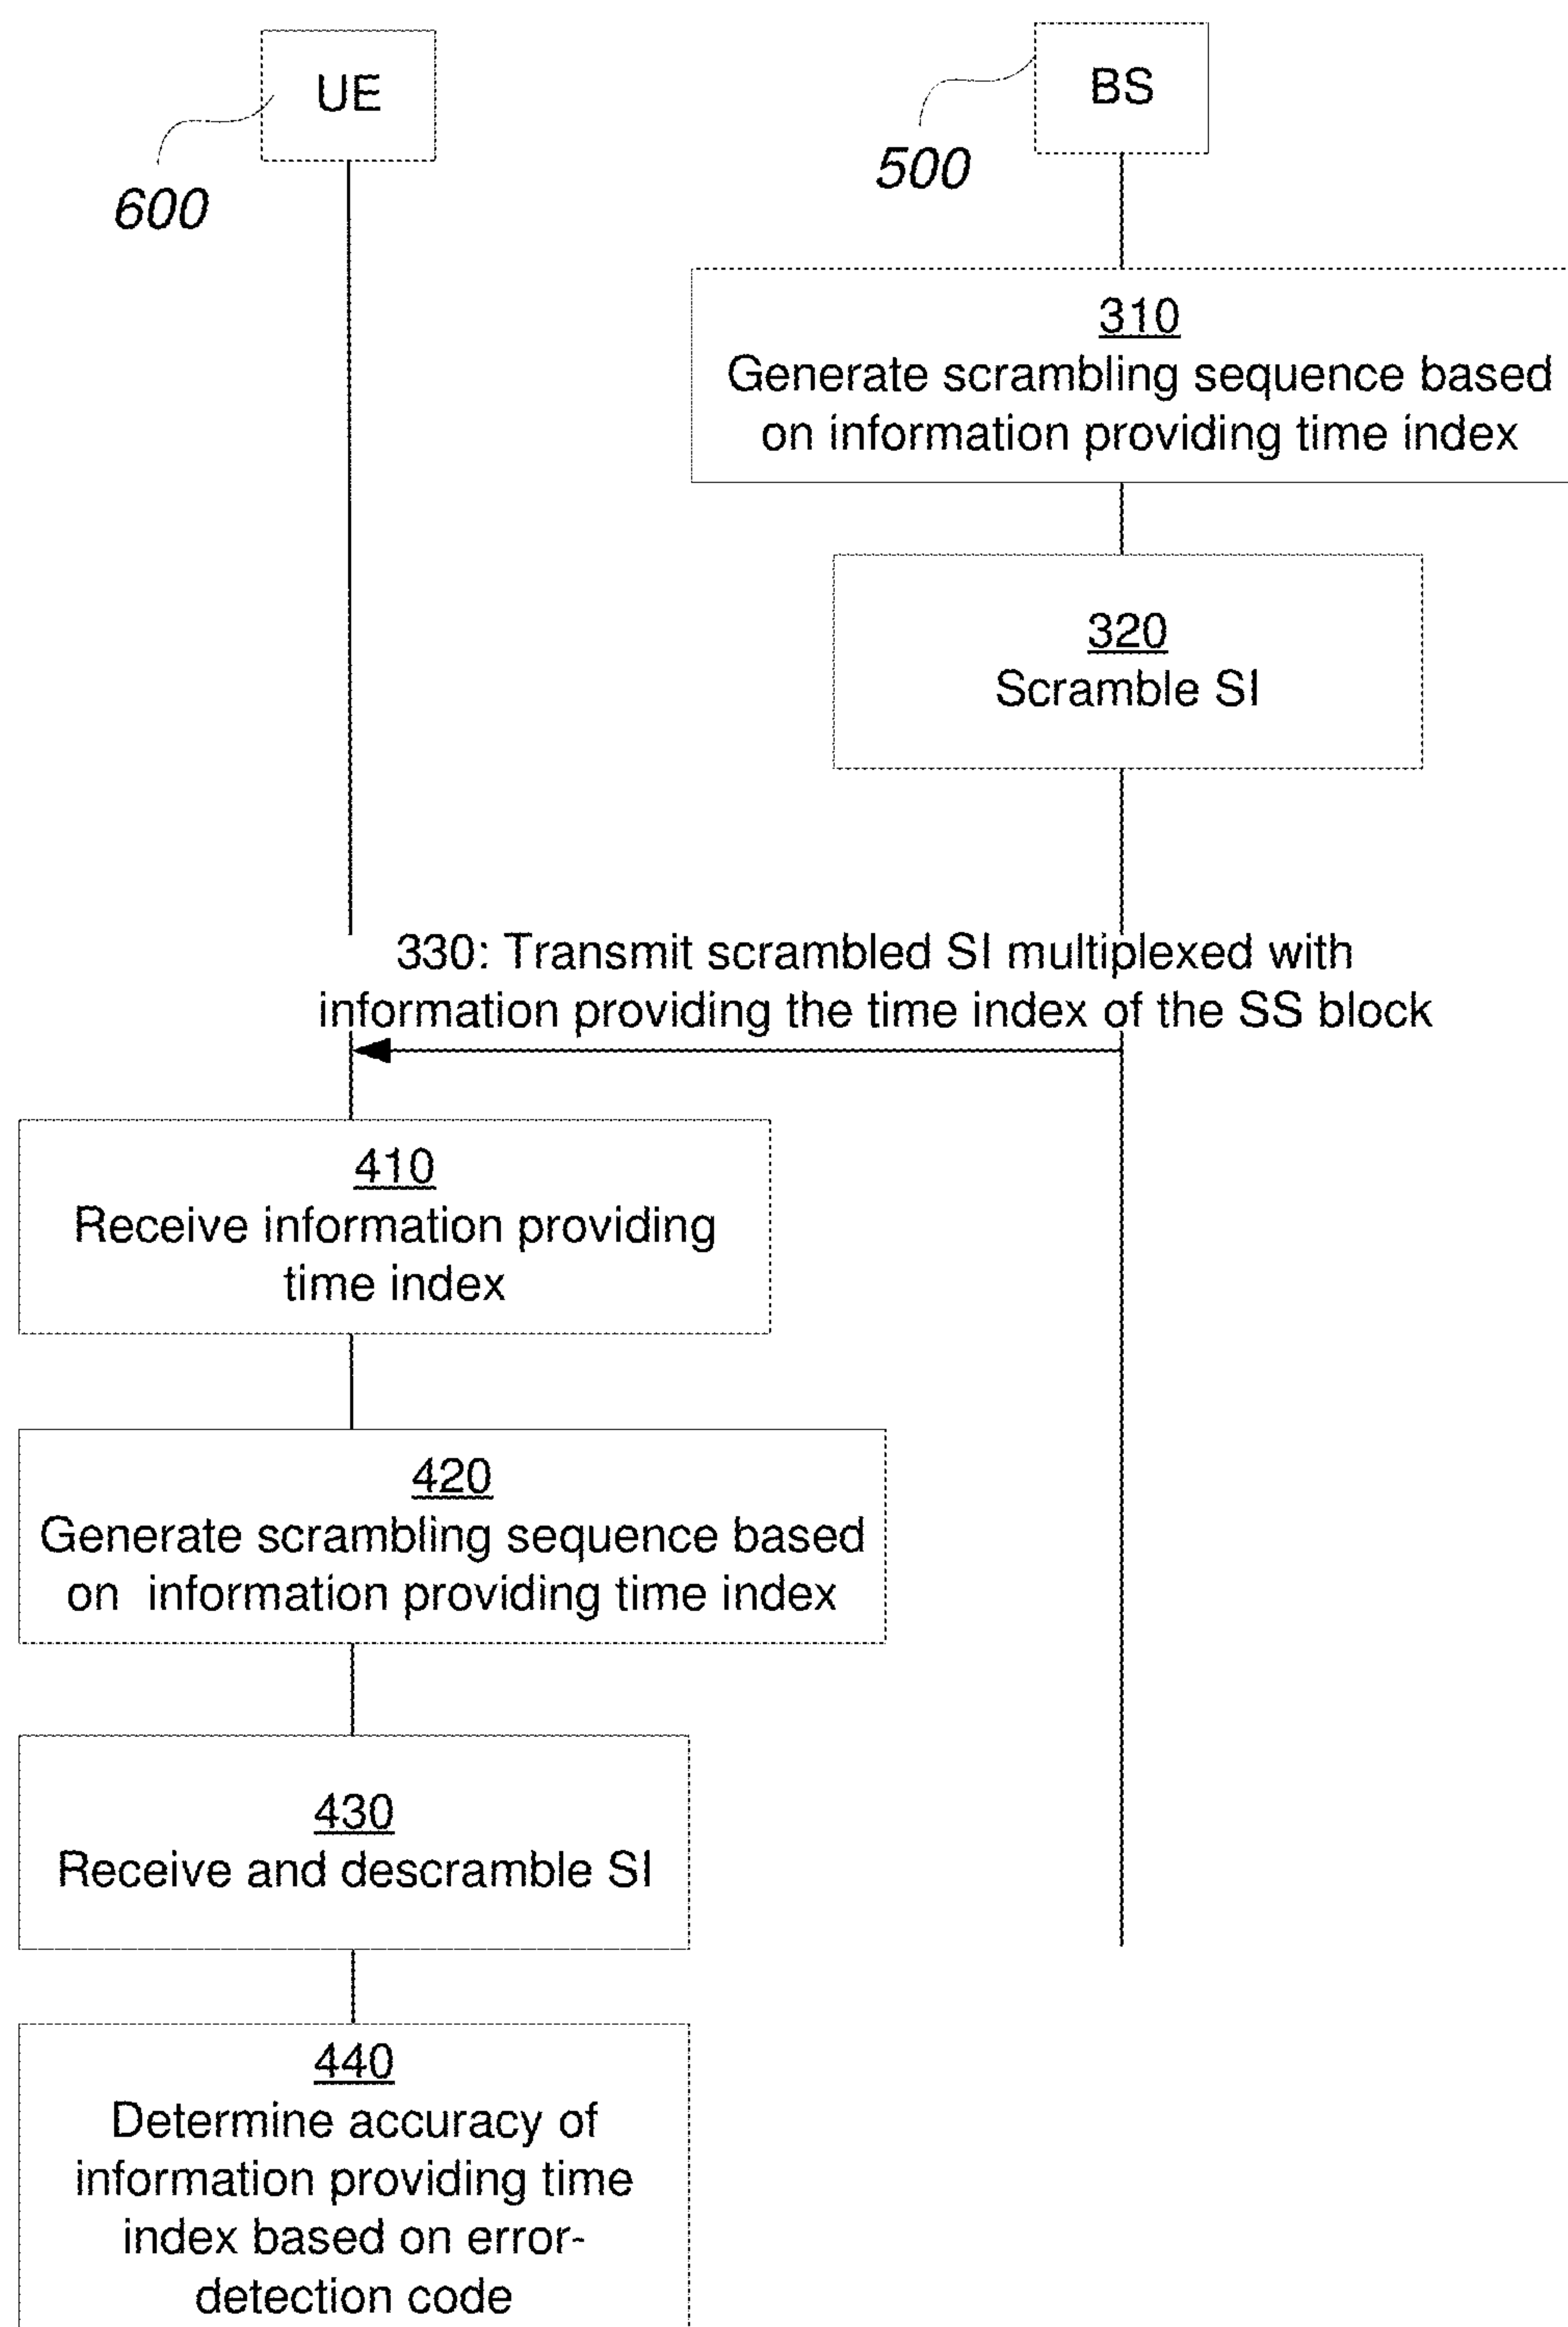 UE
BS
600
500
310
Generate scrambling sequence based
on information providing time index
320
Scramble SI
330: Transmit scrambled SI multiplexed with
information providing the time index of the SS block
410
Receive information providing
time index
420
Generate scrambling sequence based
on information providing time index
430
Receive and descramble SI
440
Determine accuracy of
information providing time
index based on error-
detection code